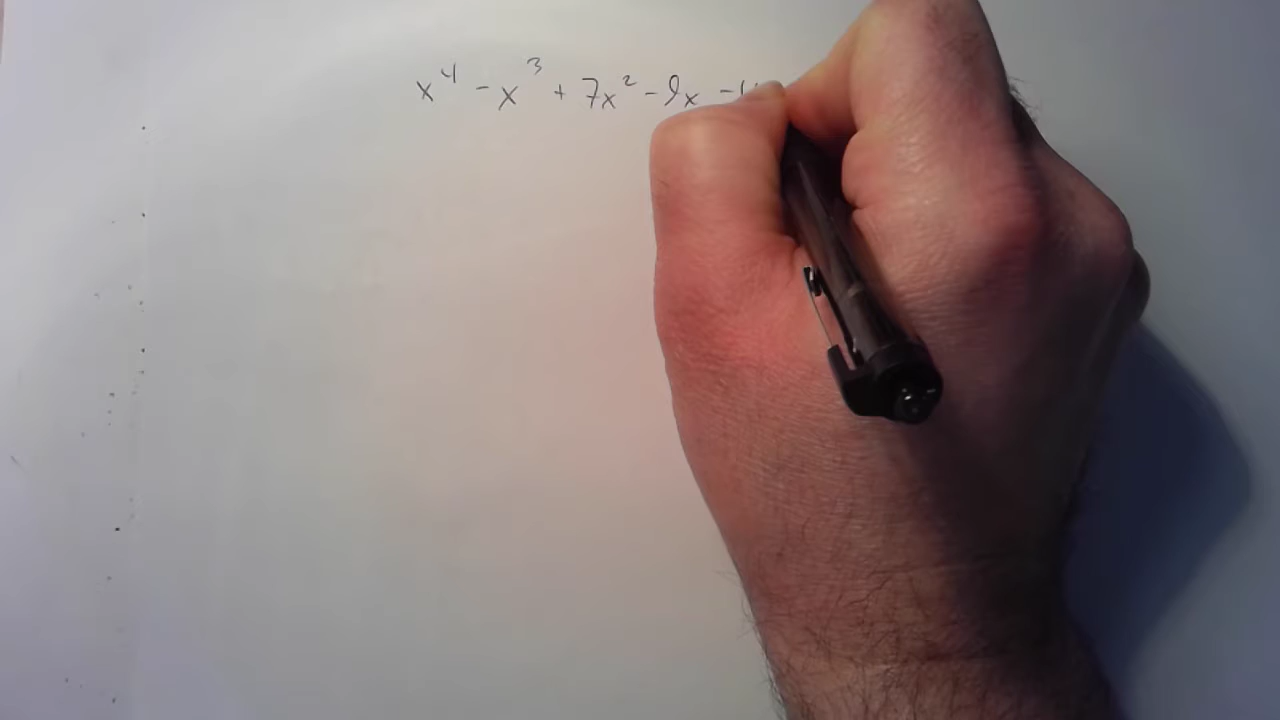 x⁴ - x³ + 7x² - 9x -